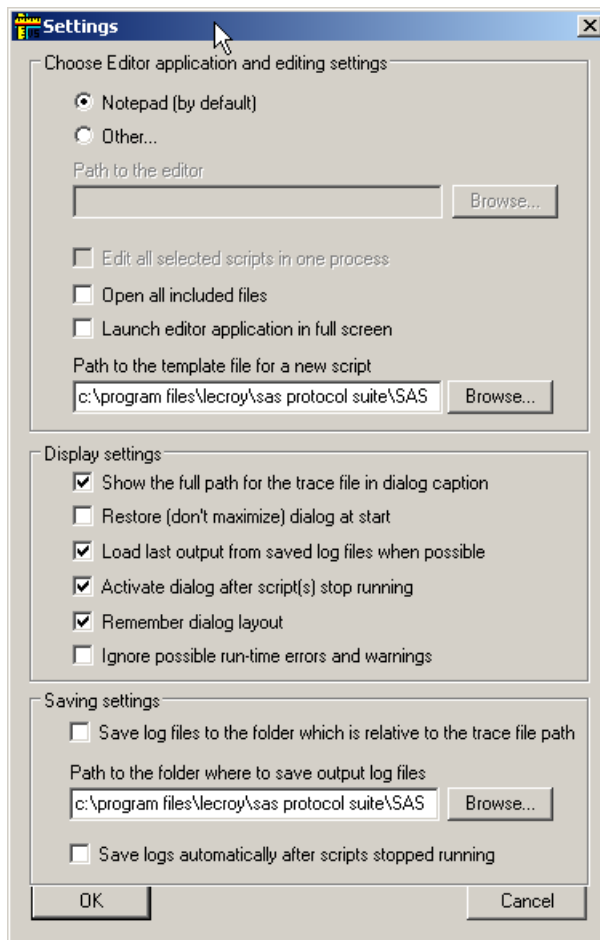 Settings
Choose Editor application and editing settings
Notepad (by default)
Other...
Path to the editor
Browse...
Edit all selected scripts in one process
Open all included files
Launch editor application in full screen
Path to the template file for a new script
c:\program files\lecroy\sas protocol suite\SAS
Browse...
Display settings
Show the full path for the trace file in dialog caption
Restore (don't maximize) dialog at start
Load last output from saved log files when possible
Activate dialog after script(s) stop running
Remember dialog layout
Ignore possible run-time errors and warnings
Saving settings
Save log files to the folder which is relative to the trace file path
Path to the folder where to save output log files
c:\program files\lecroy\sas protocol suite\SAS
Browse...
Save logs automatically after scripts stopped running
OK
Cancel